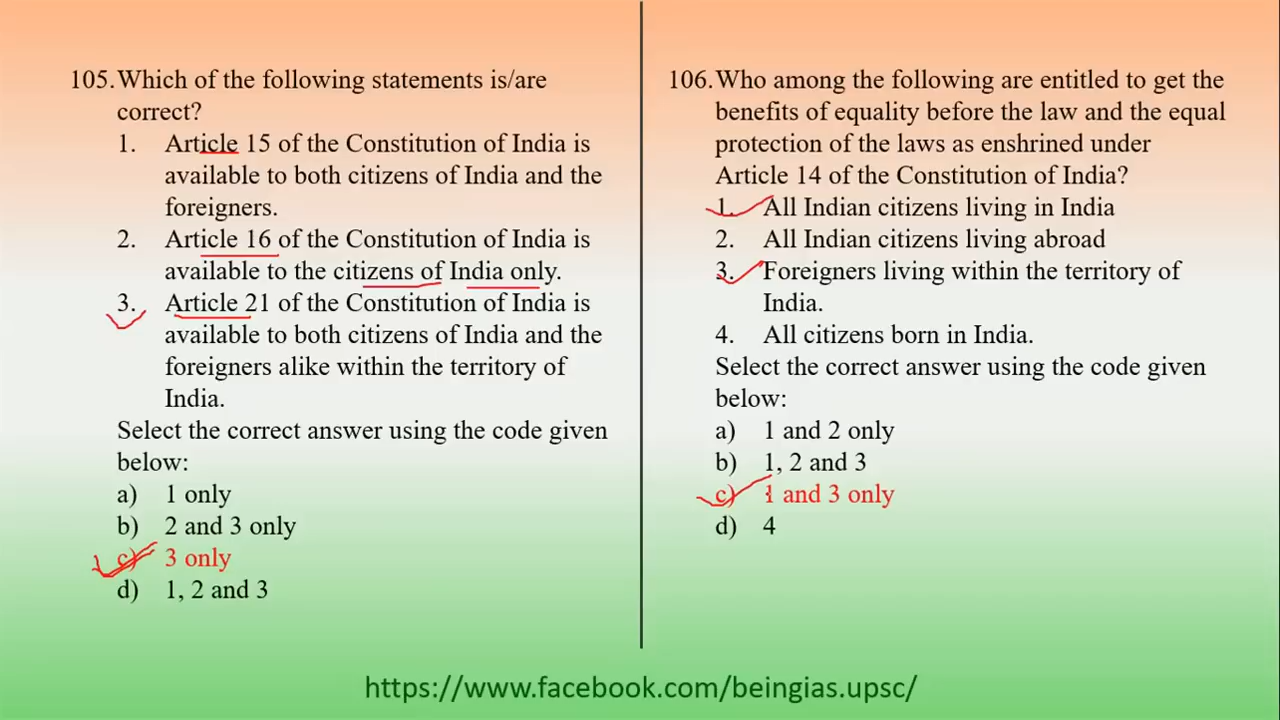 105. Which of the following statements is/are
correct?
1. Article 15 of the Constitution of India is
available to both citizens of India and the
foreigners.
2. Article 16 of the Constitution of India is
available to the citizens of India only.
3. Article 21 of the Constitution of India is
available to both citizens of India and the
foreigners alike within the territory of
India.
Select the correct answer using the code given
below:
a) 1 only
b) 2 and 3 only
c) 3 only
d) 1, 2 and 3
106. Who among the following are entitled to get the
benefits of equality before the law and the equal
protection of the laws as enshrined under
Article 14 of the Constitution of India?
1. All Indian citizens living in India
2. All Indian citizens living abroad
3. Foreigners living within the territory of
India.
4. All citizens born in India.
Select the correct answer using the code given
below:
a) 1 and 2 only
b) 1, 2 and 3
c) 1 and 3 only
d) 4
https://www.facebook.com/beingias.upsc/